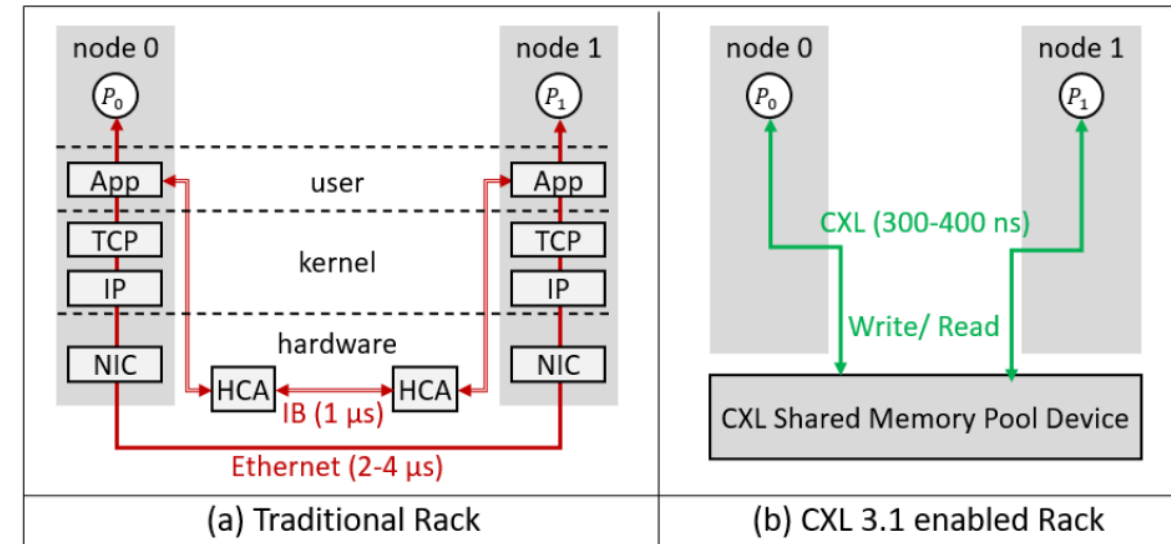 node 0
node 1
P0
P1
App
user
App
TCP
kernel
TCP
IP
IP
hardware
NIC
NIC
HCA
HCA
IB (1 μs)
Ethernet (2-4 μs)
(a) Traditional Rack
node 0
node 1
P0
P1
CXL (300-400 ns)
Write/ Read
CXL Shared Memory Pool Device
(b) CXL 3.1 enabled Rack